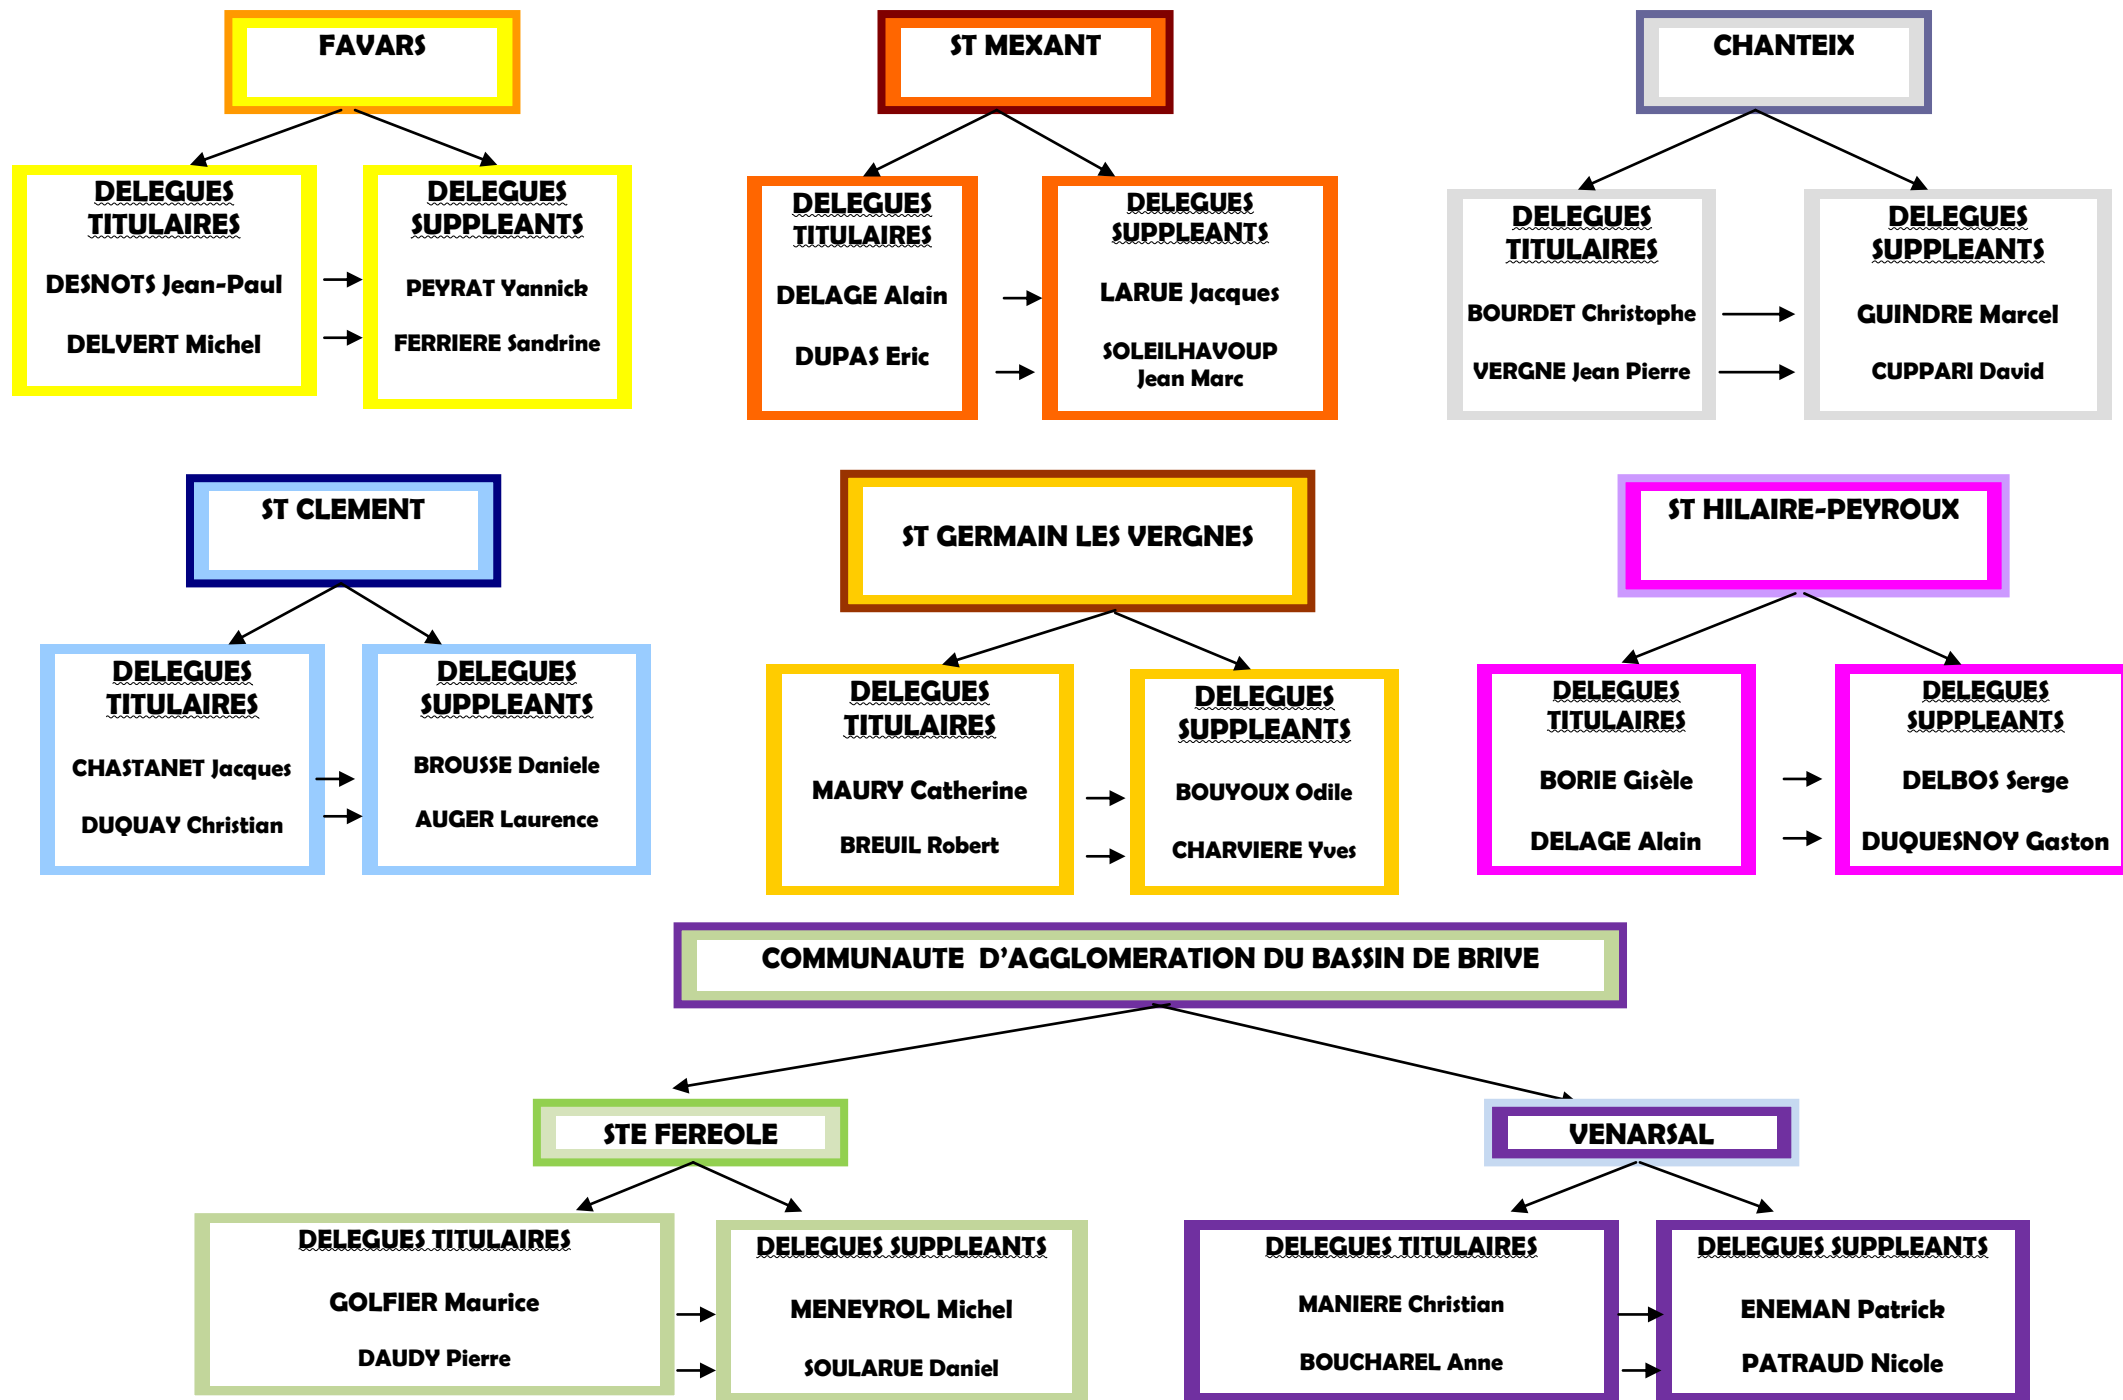 FAVARS
DELEGUES
TITULAIRES
DESNOTS Jean-Paul
DELVERT Michel
DELEGUES
SUPPLEANTS
PEYRAT Yannick
FERRIERE Sandrine
ST MEXANT
DELEGUES
TITULAIRES
DELAGE Alain
DUPAS Eric
DELEGUES
SUPPLEANTS
LARUE Jacques
SOLEILHAVOUP
Jean Marc
CHANTEIX
DELEGUES
TITULAIRES
BOURDET Christophe
VERGNE Jean Pierre
DELEGUES
SUPPLEANTS
GUINDRE Marcel
CUPPARI David
ST CLEMENT
DELEGUES
TITULAIRES
CHASTANET Jacques
DUQUAY Christian
DELEGUES
SUPPLEANTS
BROUSSE Daniele
AUGER Laurence
ST GERMAIN LES VERGNES
DELEGUES
TITULAIRES
MAURY Catherine
BREUIL Robert
DELEGUES
SUPPLEANTS
BOUYOUX Odile
CHARVIERE Yves
ST HILAIRE-PEYROUX
DELEGUES
TITULAIRES
BORIE Gisèle
DELAGE Alain
DELEGUES
SUPPLEANTS
DELBOS Serge
DUQUESNOY Gaston
COMMUNAUTE D’AGGLOMERATION DU BASSIN DE BRIVE
STE FEREOLE
DELEGUES TITULAIRES
GOLFIER Maurice
DAUDY Pierre
DELEGUES SUPPLEANTS
MENEYROL Michel
SOULARUE Daniel
VENARSAL
DELEGUES TITULAIRES
MANIERE Christian
BOUCHAREL Anne
DELEGUES SUPPLEANTS
ENEMAN Patrick
PATRAUD Nicole